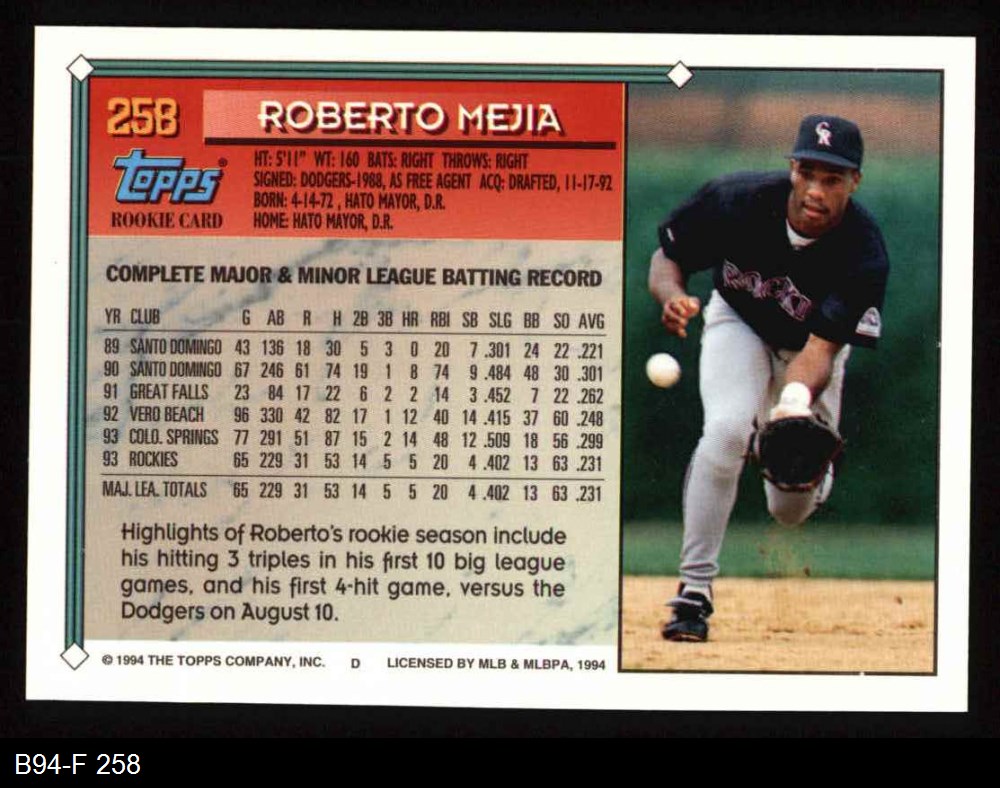 258
ROBERTO MEJIA
Topps®
ROOKIE CARD
HT: 5'11" WT: 160 BATS: RIGHT THROWS: RIGHT
SIGNED: DODGERS-1988, AS FREE AGENT ACQ: DRAFTED, 11-17-92
BORN: 4-14-72 , HATO MAYOR, D.R.
HOME: HATO MAYOR, D.R.
COMPLETE MAJOR & MINOR LEAGUE BATTING RECORD
YR CLUB G AB R H 2B 3B HR RBI SB SLG BB SO AVG
89 SANTO DOMINGO 43 136 18 30 5 3 0 20 7 .301 24 22 .221
90 SANTO DOMINGO 67 246 61 74 19 1 8 74 9 .484 48 30 .301
91 GREAT FALLS 23 84 17 22 6 2 2 14 3 .452 7 22 .262
92 VERO BEACH 96 330 42 82 17 1 12 40 14 .415 37 60 .248
93 COLO. SPRINGS 77 291 51 87 15 2 14 48 12 .509 18 56 .299
93 ROCKIES 65 229 31 53 14 5 5 20 4 .402 13 63 .231
MAJ. LEA. TOTALS 65 229 31 53 14 5 5 20 4 .402 13 63 .231
Highlights of Roberto's rookie season include
his hitting 3 triples in his first 10 big league
games, and his first 4-hit game, versus the
Dodgers on August 10.
© 1994 THE TOPPS COMPANY, INC. D LICENSED BY MLB & MLBPA, 1994
CR
ROCKIES
B94-F 258